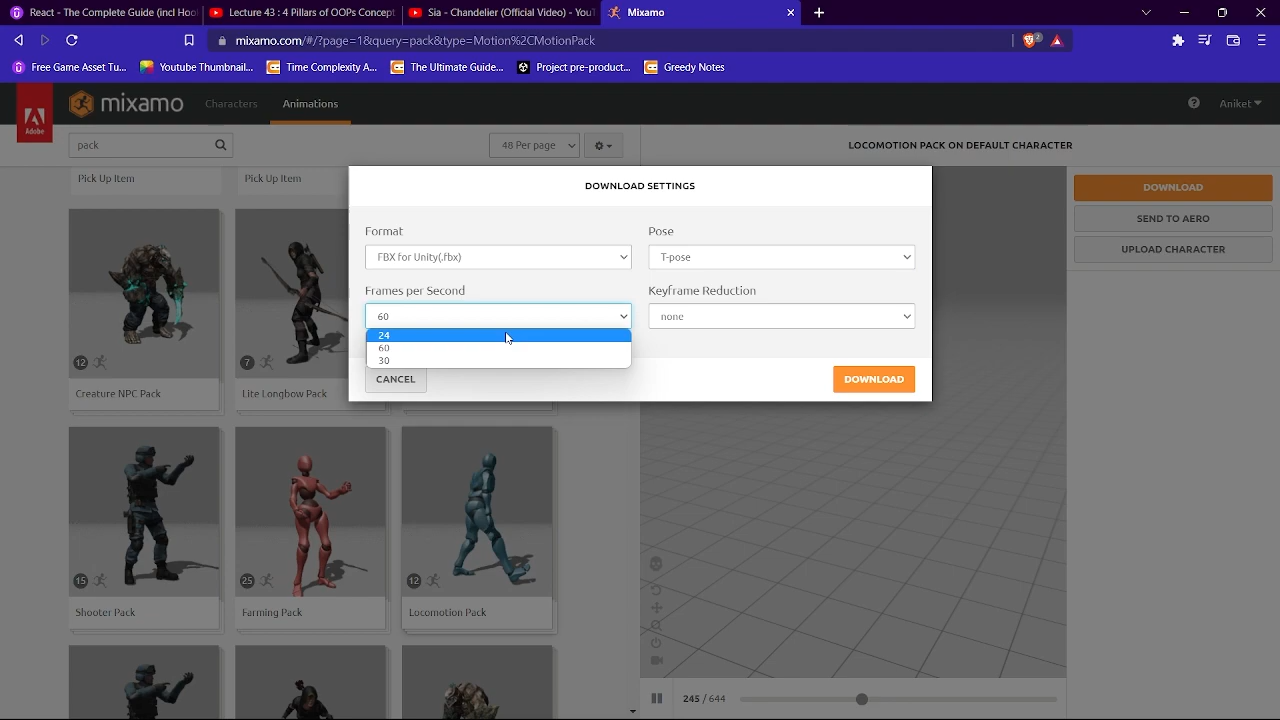 React - The Complete Guide (incl Hool
Lecture 43 : 4 Pillars of OOPs Concept
Sia - Chandelier (Official Video) - YouT
Mixamo
mixamo.com/#/?page=1&query=pack&type=Motion%2CMotionPack
2
Free Game Asset Tu...
Youtube Thumbnail...
Time Complexity A...
The Ultimate Guide...
Project pre-product...
Greedy Notes
Adobe
mixamo
Characters
Animations
Aniket
pack
48 Per page
LOCOMOTION PACK ON DEFAULT CHARACTER
Pick Up Item
Pick Up Item
DOWNLOAD SETTINGS
Format
FBX for Unity(.fbx)
Pose
T-pose
Frames per Second
60
24
60
30
Keyframe Reduction
none
CANCEL
DOWNLOAD
DOWNLOAD
SEND TO AERO
UPLOAD CHARACTER
12
7
Creature NPC Pack
Lite Longbow Pack
15
25
12
Shooter Pack
Farming Pack
Locomotion Pack
245 / 644